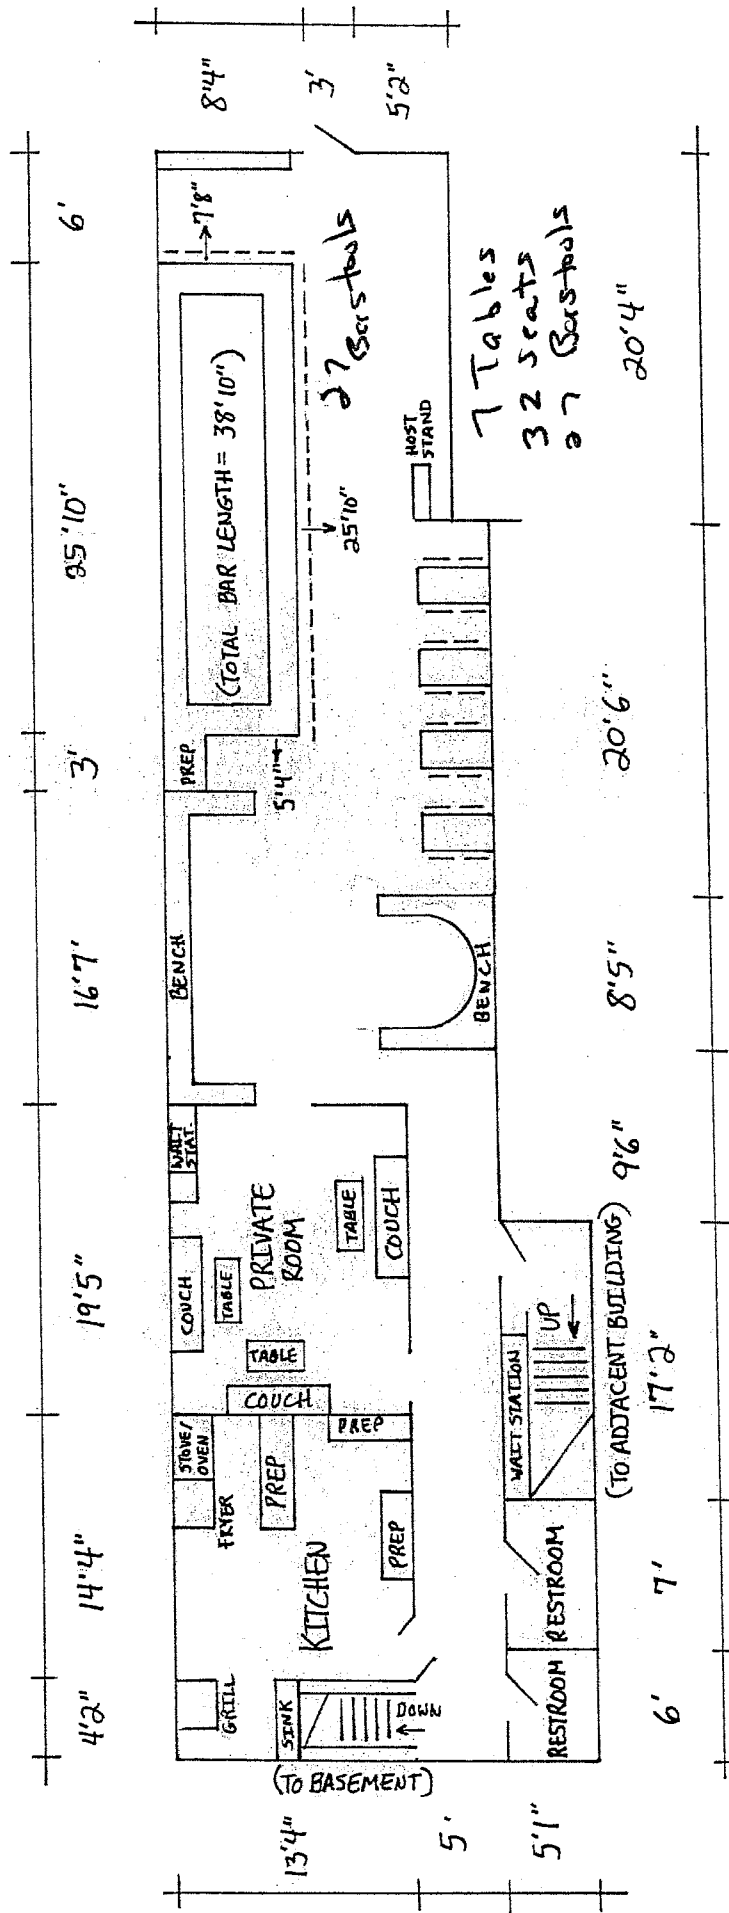 8'4"
3'
5'2"
6'
25'10"
3'
16'7"
19'5"
14'4"
4'2"
7'8"
(TOTAL BAR LENGTH = 38'10")
27 Barstools
25'10"
5'4"
PREP
HOST
STAND
7 Tables
32 Seats
27 Barstools
20'4"
20'6"
8'5"
9'6"
17'2"
7'
6'
BENCH
BENCH
WAIT
STAT.
PRIVATE
ROOM
COUCH
TABLE
TABLE
COUCH
TABLE
COUCH
STOVE/
OVEN
FRYER
PREP
PREP
PREP
KITCHEN
GRILL
SINK
DOWN
(TO BASEMENT)
WAIT STATION
UP
(TO ADJACENT BUILDING)
RESTROOM
RESTROOM
13'4"
5'
5'1"